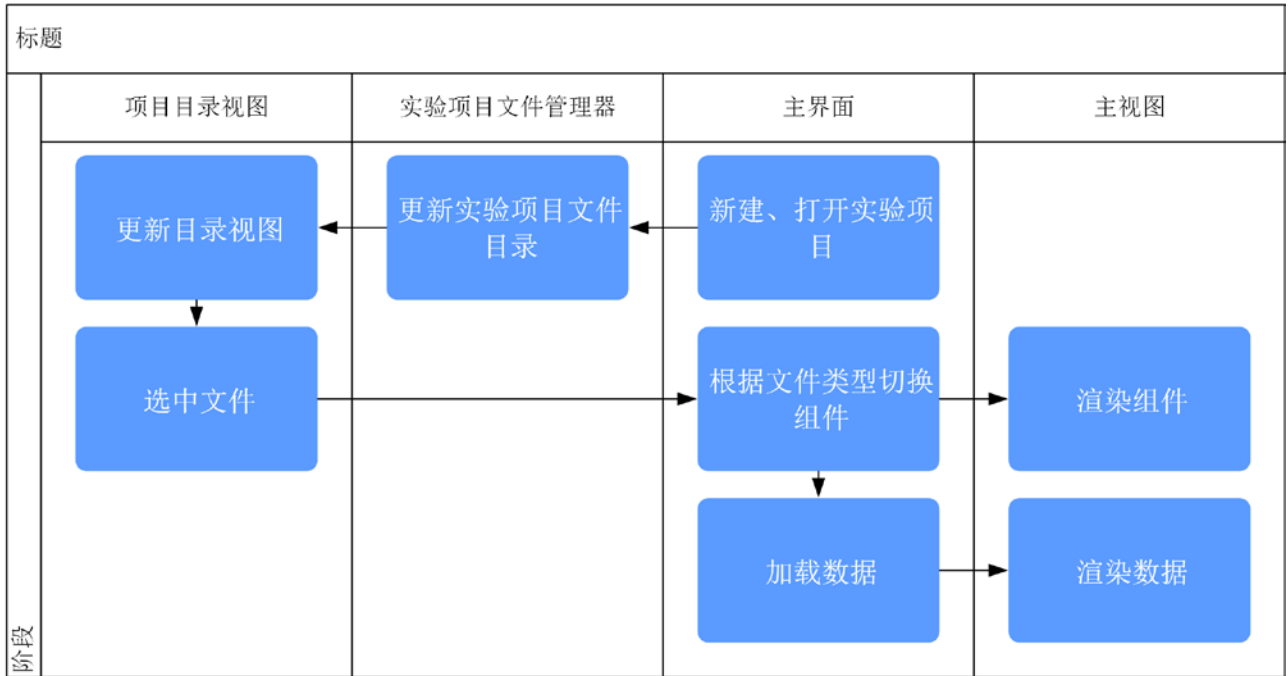 标题
项目目录视图
实验项目文件管理器
主界面
主视图
更新目录视图
更新实验项目文件
目录
新建、打开实验项
目
选中文件
根据文件类型切换
组件
渲染组件
加载数据
渲染数据
阶段